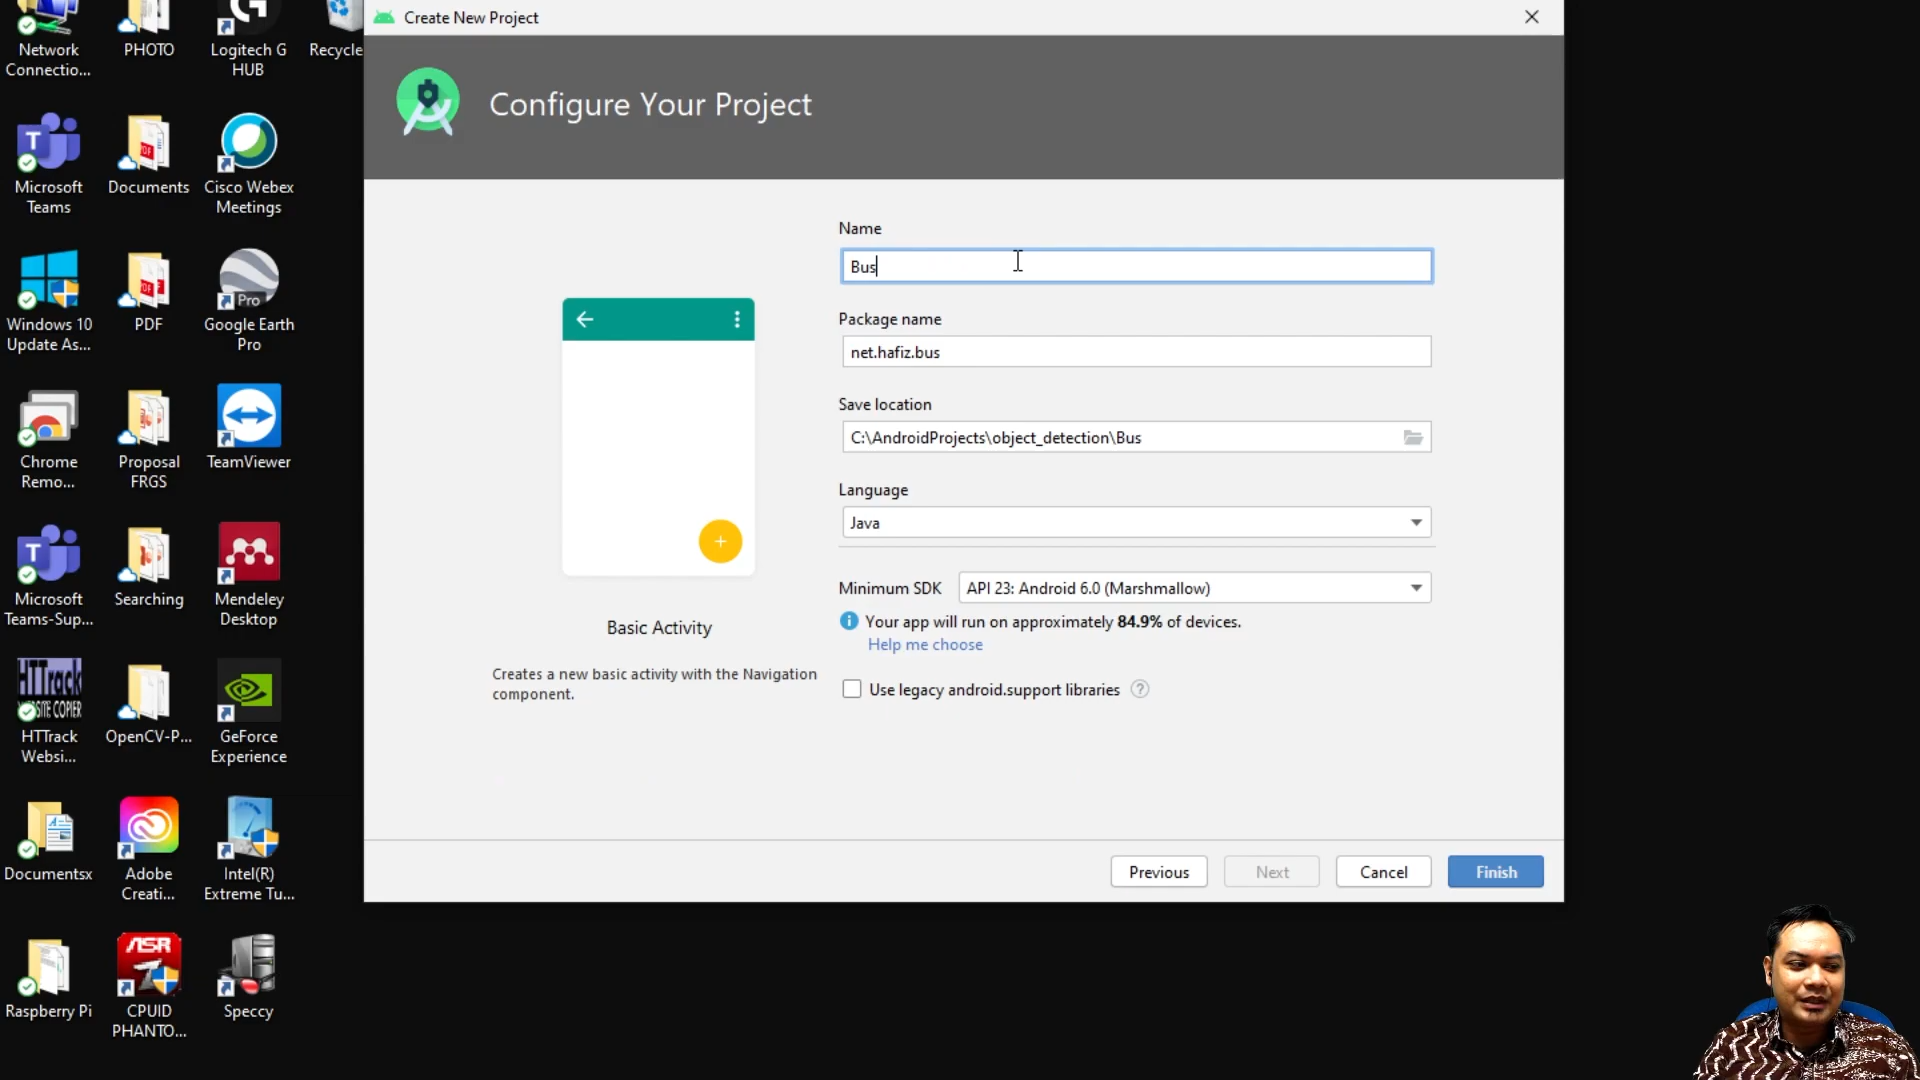 Create New Project
Configure Your Project
Name
Bus
Package name
net.hafiz.bus
Save location
C:\AndroidProjects\object_detection\Bus
Language
Java
Minimum SDK
API 23: Android 6.0 (Marshmallow)
Your app will run on approximately 84.9% of devices.
Help me choose
Use legacy android.support libraries
?
Basic Activity
Creates a new basic activity with the Navigation
component.
Previous
Next
Cancel
Finish
Network
Connectio...
PHOTO
Logitech G
HUB
Recycle
Microsoft
Teams
Documents
Cisco Webex
Meetings
Windows 10
Update As...
PDF
Pro
Google Earth
Pro
Chrome
Remo...
Proposal
FRGS
TeamViewer
Microsoft
Teams-Sup...
Searching
Mendeley
Desktop
HTTrack
WEBSITE COPIER
HTTrack
Websi...
OpenCV-P...
GeForce
Experience
Documentsx
Adobe
Creati...
Intel(R)
Extreme Tu...
Raspberry Pi
ASR
CPUID
PHANTO...
Speccy